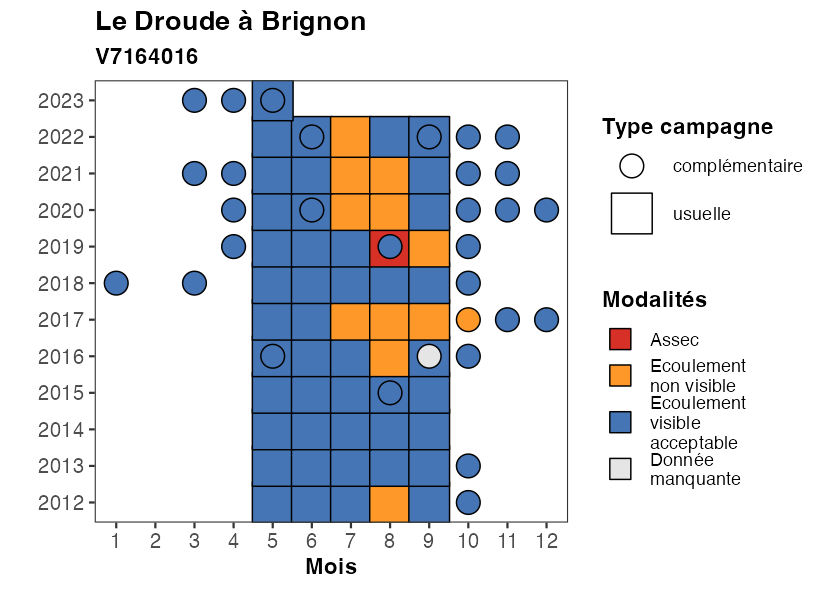 Le Droude à Brignon
V7164016
2023
2022
2021
2020
2019
2018
2017
2016
2015
2014
2013
2012
1 2 3 4 5 6 7 8 9 10 11 12
Mois
Type campagne
complémentaire
usuelle
Modalités
Assec
Ecoulement
non visible
Ecoulement
visible
acceptable
Donnée
manquante